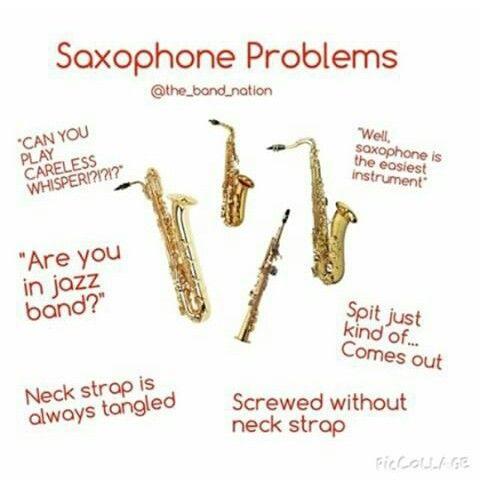 Saxophone Problems
@the_band_nation
"CAN YOU
PLAY
CARELESS
WHISPER!?!?!?"
"Well,
saxophone is
the easiest
instrument"
"Are you
in jazz
band?"
Spit just
kind of...
Comes out
Neck strap is
always tangled
Screwed without
neck strap
PicCOLLAGE